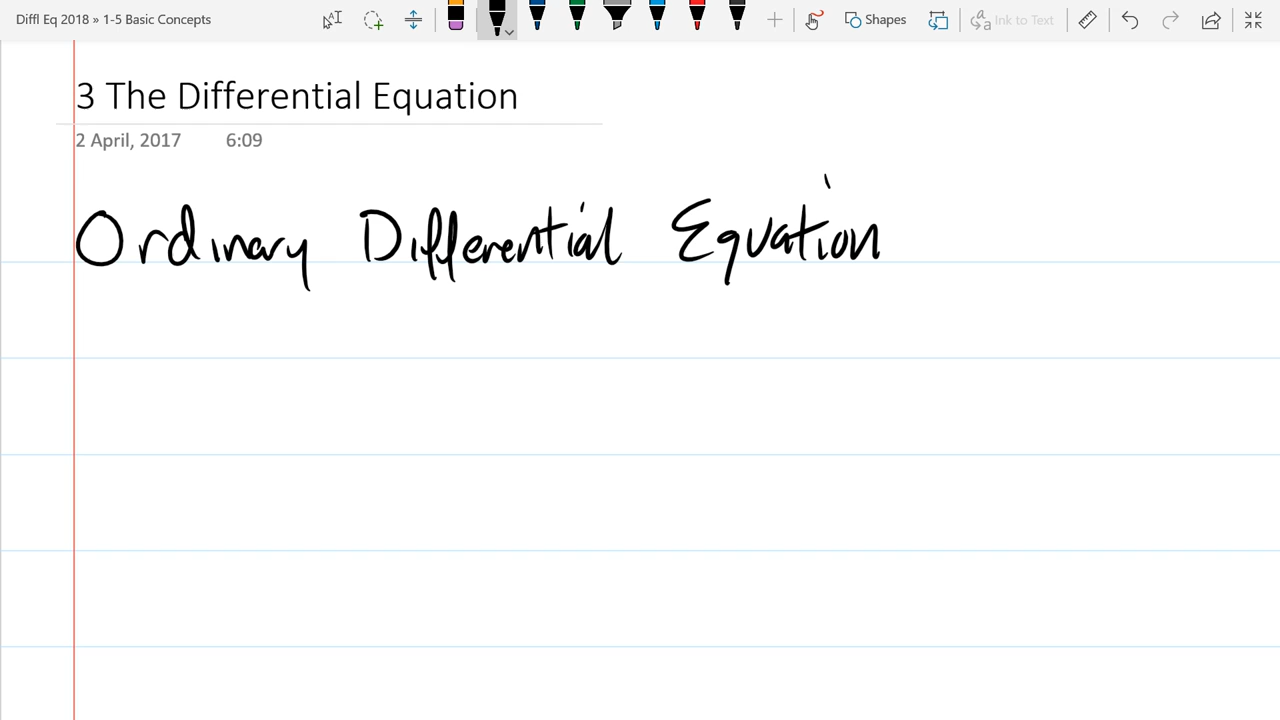 Diffl Eq 2018 » 1-5 Basic Concepts
Shapes
Ink to Text
3 The Differential Equation
2 April, 2017 6:09
Ordinary Differential Equation